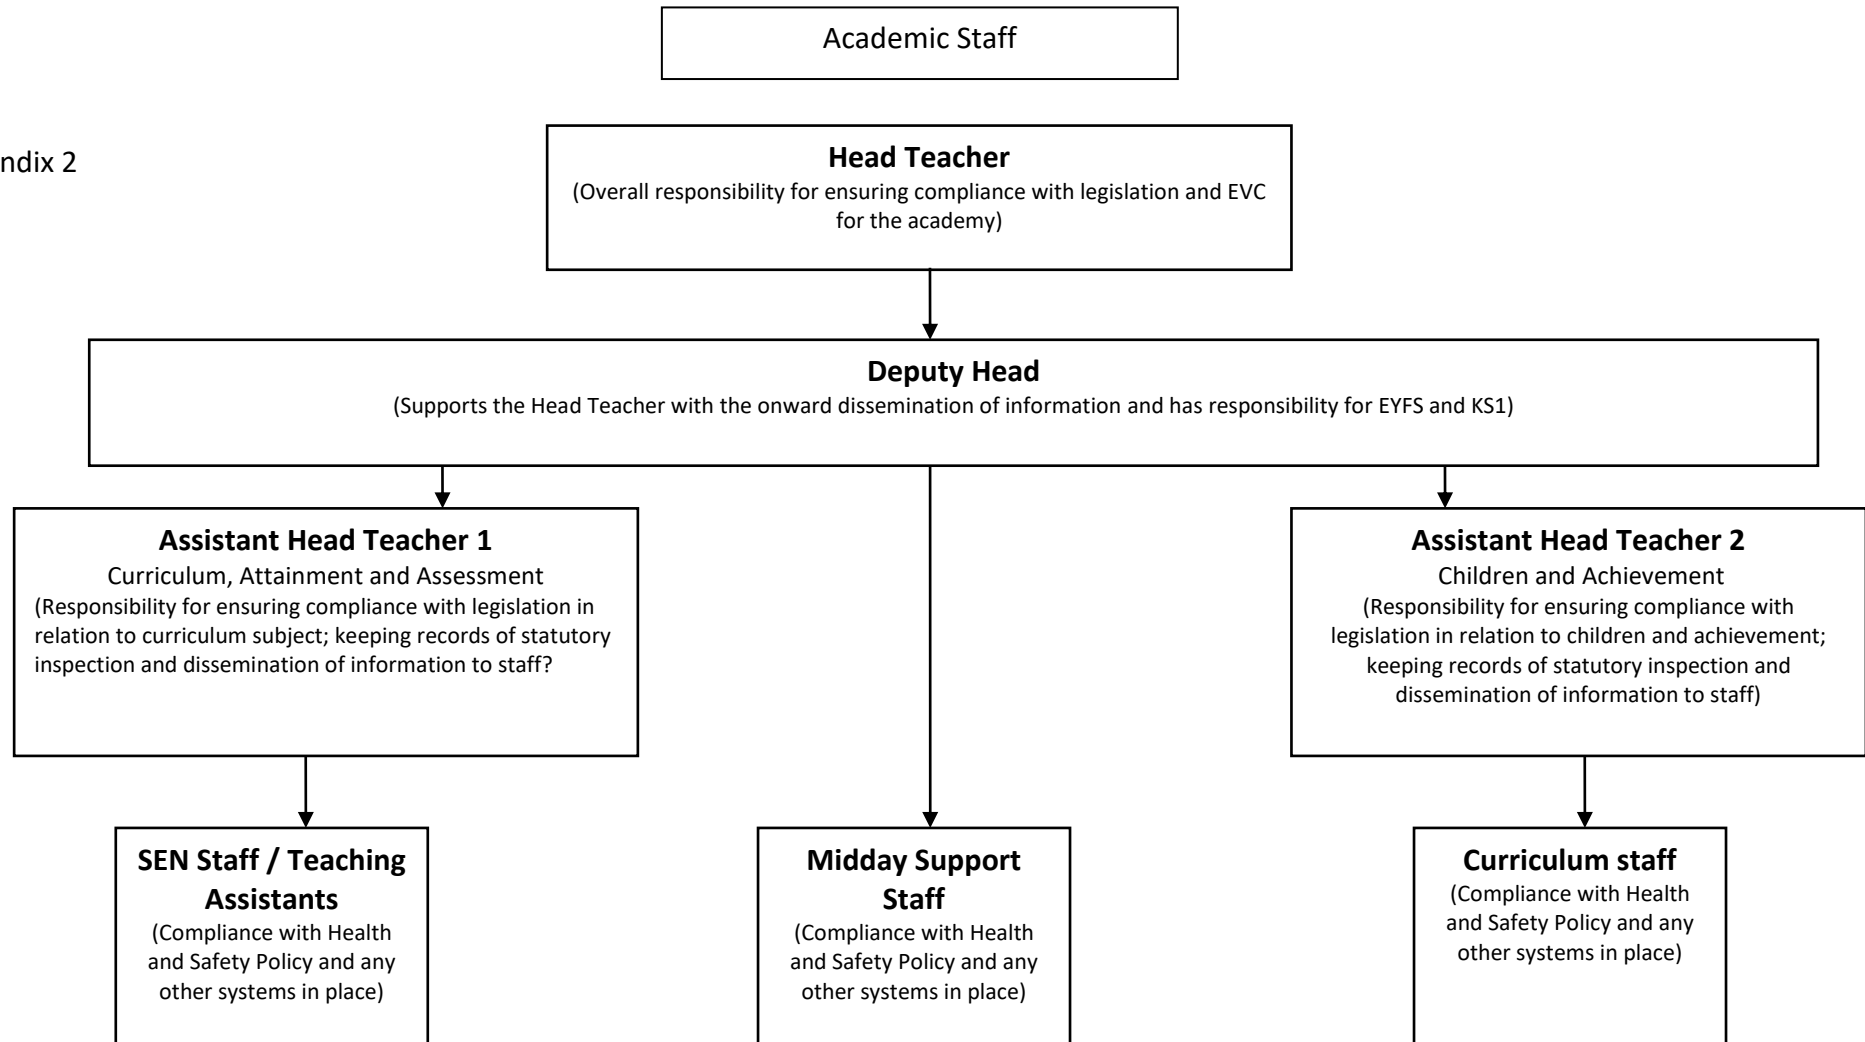 Academic Staff
ndix 2
Head Teacher
(Overall responsibility for ensuring compliance with legislation and EVC
for the academy)
Deputy Head
(Supports the Head Teacher with the onward dissemination of information and has responsibility for EYFS and KS1)
Assistant Head Teacher 1
Curriculum, Attainment and Assessment
(Responsibility for ensuring compliance with legislation in
relation to curriculum subject; keeping records of statutory
inspection and dissemination of information to staff?
Assistant Head Teacher 2
Children and Achievement
(Responsibility for ensuring compliance with
legislation in relation to children and achievement;
keeping records of statutory inspection and
dissemination of information to staff)
SEN Staff / Teaching
Assistants
(Compliance with Health
and Safety Policy and any
other systems in place)
Midday Support
Staff
(Compliance with Health
and Safety Policy and any
other systems in place)
Curriculum staff
(Compliance with Health
and Safety Policy and any
other systems in place)